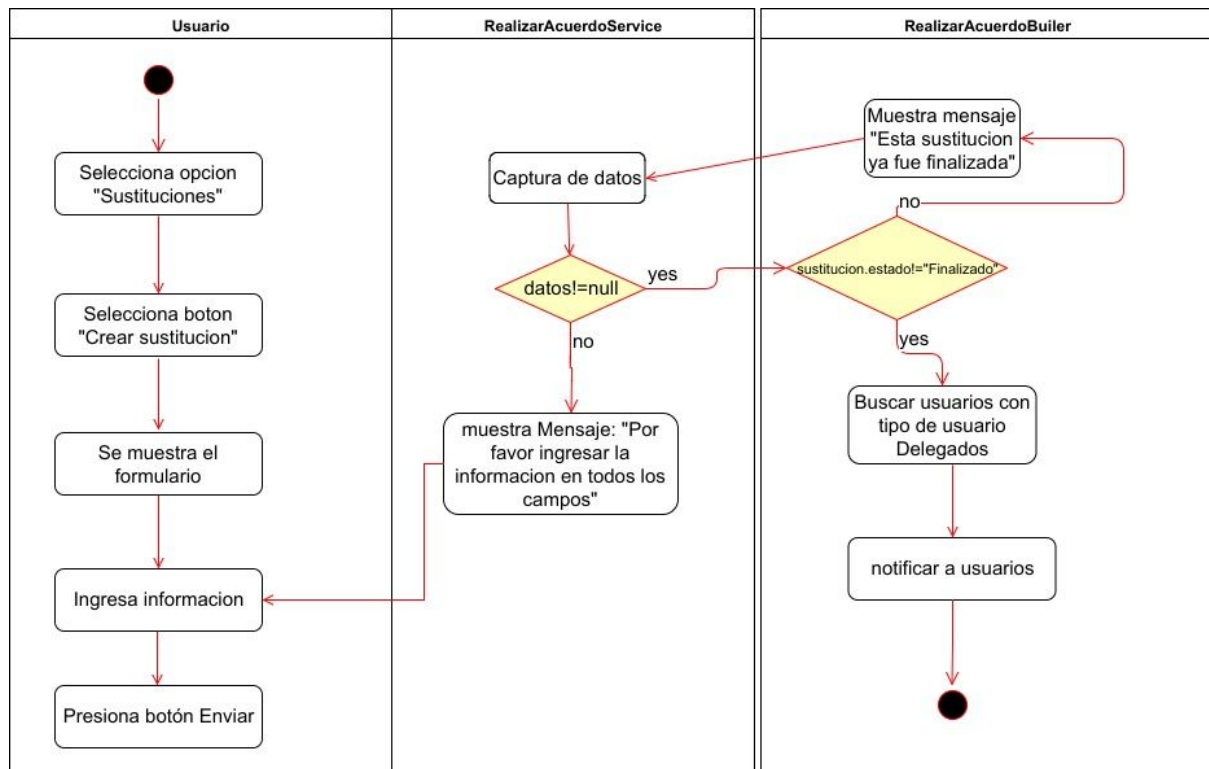 Usuario
RealizarAcuerdoService
RealizarAcuerdoBuiler
Selecciona opcion
"Sustituciones"
Selecciona boton
"Crear sustitucion"
Se muestra el
formulario
Ingresa informacion
Presiona botón Enviar
Captura de datos
datos!=null
yes
no
muestra Mensaje: "Por
favor ingresar la
informacion en todos los
campos"
Muestra mensaje
"Esta sustitucion
ya fue finalizada"
no
sustitucion.estado!="Finalizado"
yes
Buscar usuarios con
tipo de usuario
Delegados
notificar a usuarios